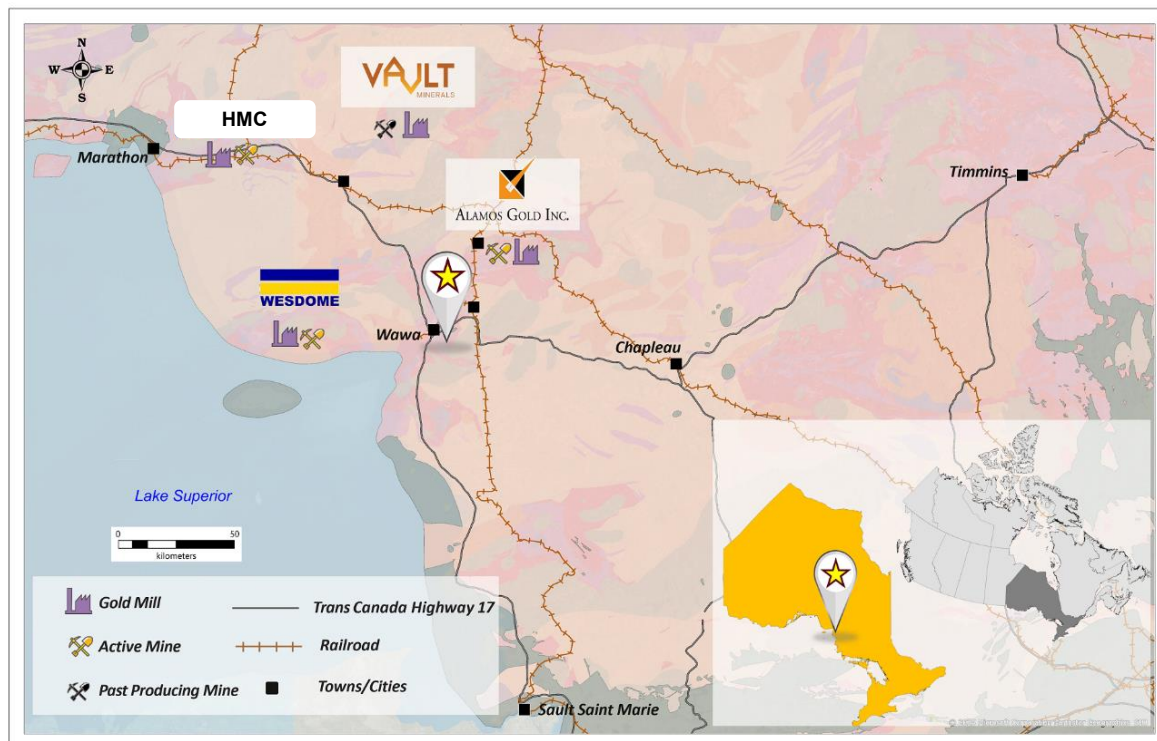 N
W E
S
VAULT
MINERALS
HMC
Marathon
Timmins
ALAMOS GOLD INC.
WESDOME
Wawa
Chapleau
Lake Superior
0 50
kilometers
Gold Mill
Trans Canada Highway 17
Active Mine
Railroad
Past Producing Mine
Towns/Cities
Sault Saint Marie